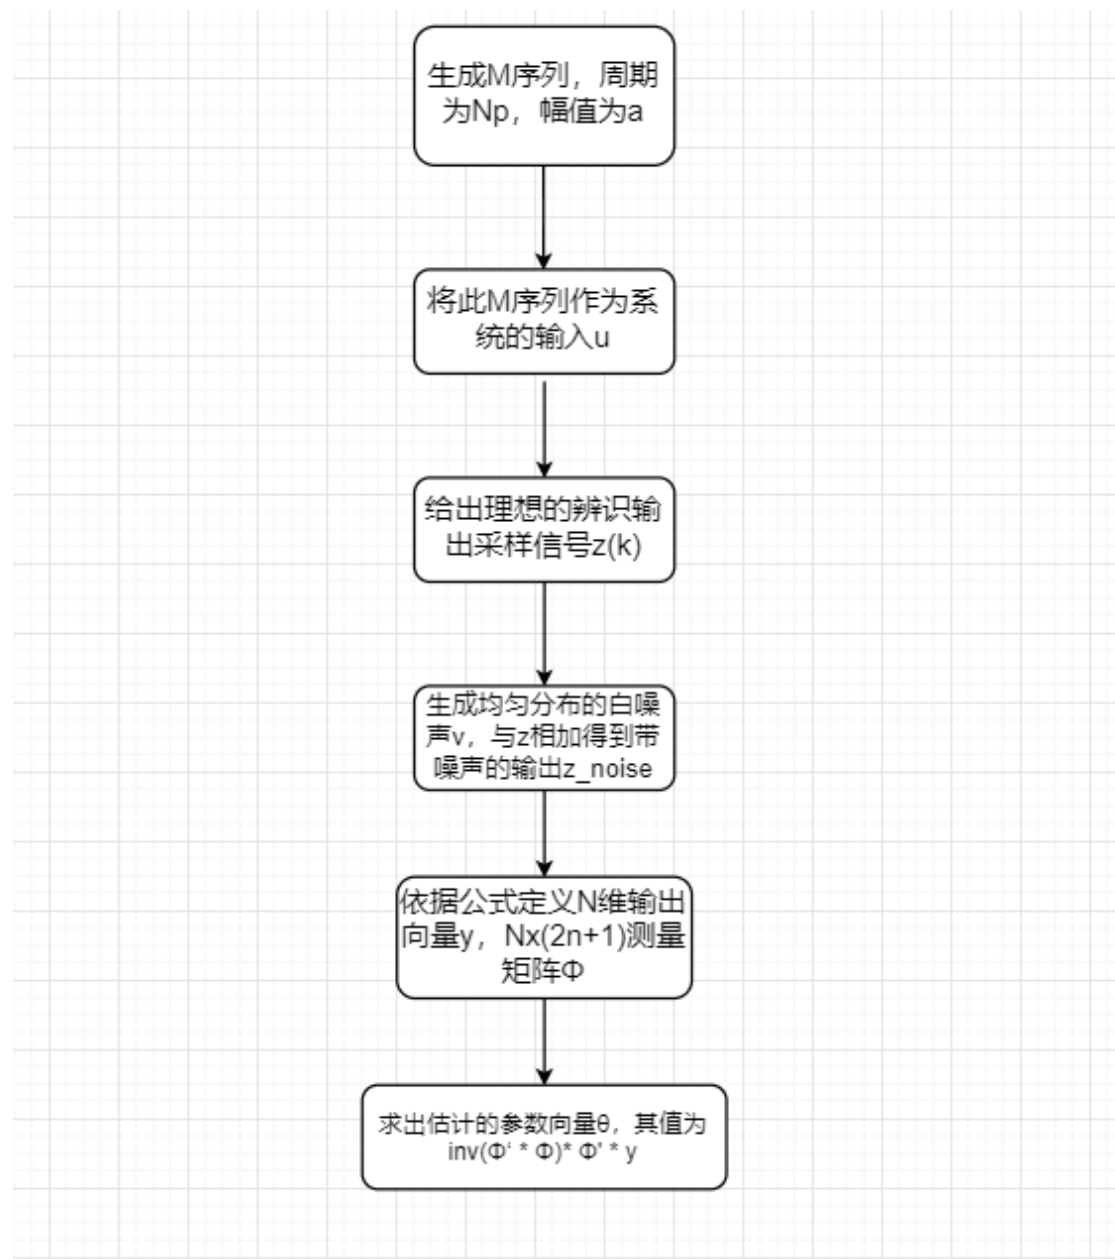 生成M序列，周期
为Np，幅值为a
将此M序列作为系
统的输入u
给出理想的辨识输
出采样信号z(k)
生成均匀分布的白噪
声v，与z相加得到带
噪声的输出z_noise
依据公式定义N维输出
向量y，Nx(2n+1)测量
矩阵Φ
求出估计的参数向量θ，其值为
inv(Φ‘ * Φ)* Φ' * y